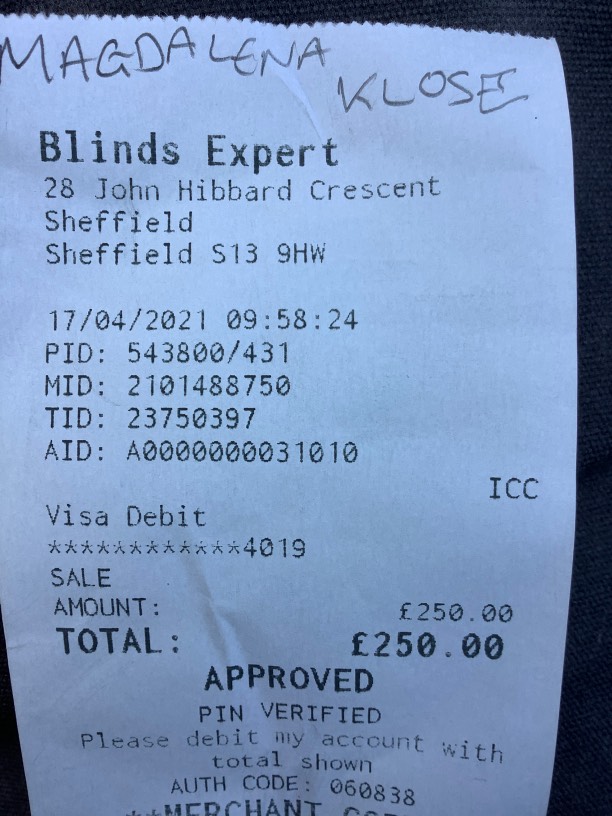 MAGDALENA
KLOSE
Blinds Expert
28 John Hibbard Crescent
Sheffield
Sheffield S13 9HW
17/04/2021 09:58:24
PID: 543800/431
MID: 2101488750
TID: 23750397
AID: A0000000031010
ICC
Visa Debit
************4019
SALE
AMOUNT: £250.00
TOTAL: £250.00
APPROVED
PIN VERIFIED
Please debit my account with
total shown
AUTH CODE: 060838
**MERCHANT